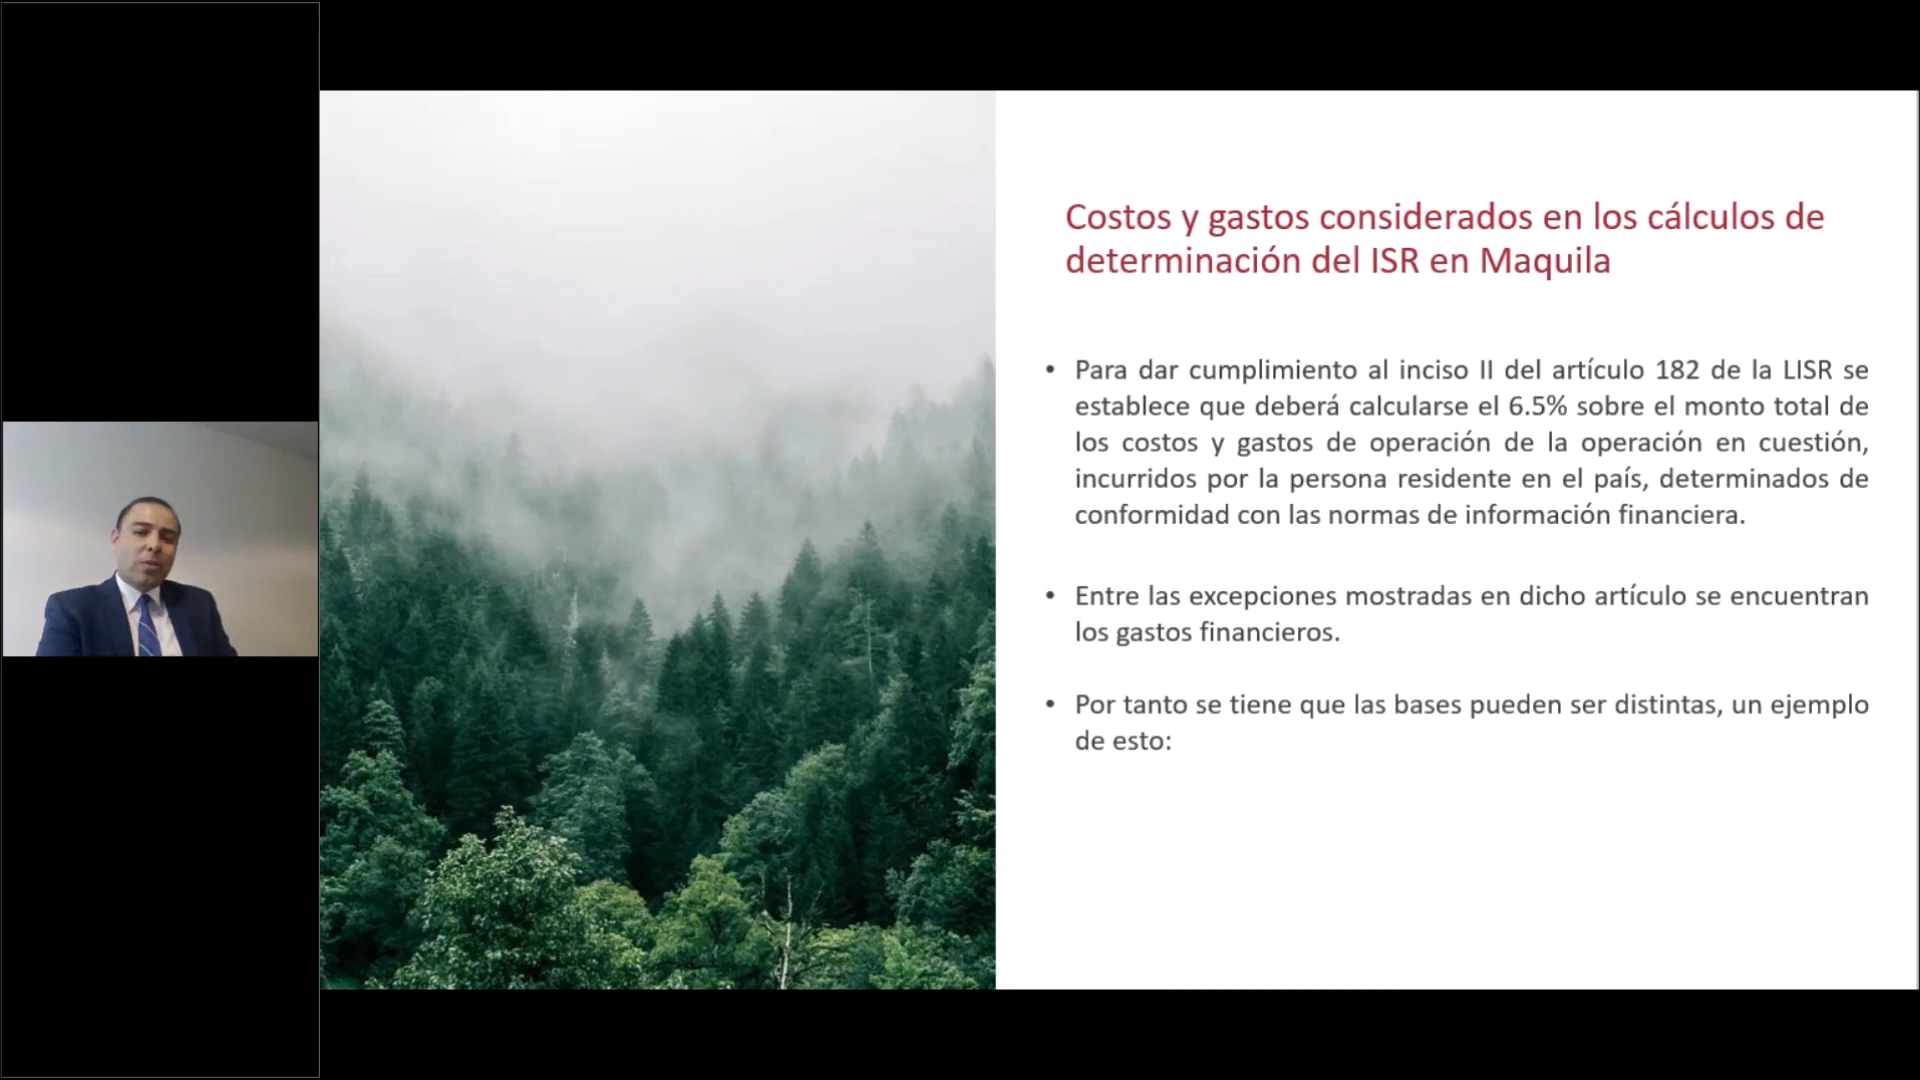 Costos y gastos considerados en los cálculos de
determinación del ISR en Maquila
• Para dar cumplimiento al inciso II del artículo 182 de la LISR se
establece que deberá calcularse el 6.5% sobre el monto total de
los costos y gastos de operación de la operación en cuestión,
incurridos por la persona residente en el país, determinados de
conformidad con las normas de información financiera.
• Entre las excepciones mostradas en dicho artículo se encuentran
los gastos financieros.
• Por tanto se tiene que las bases pueden ser distintas, un ejemplo
de esto: